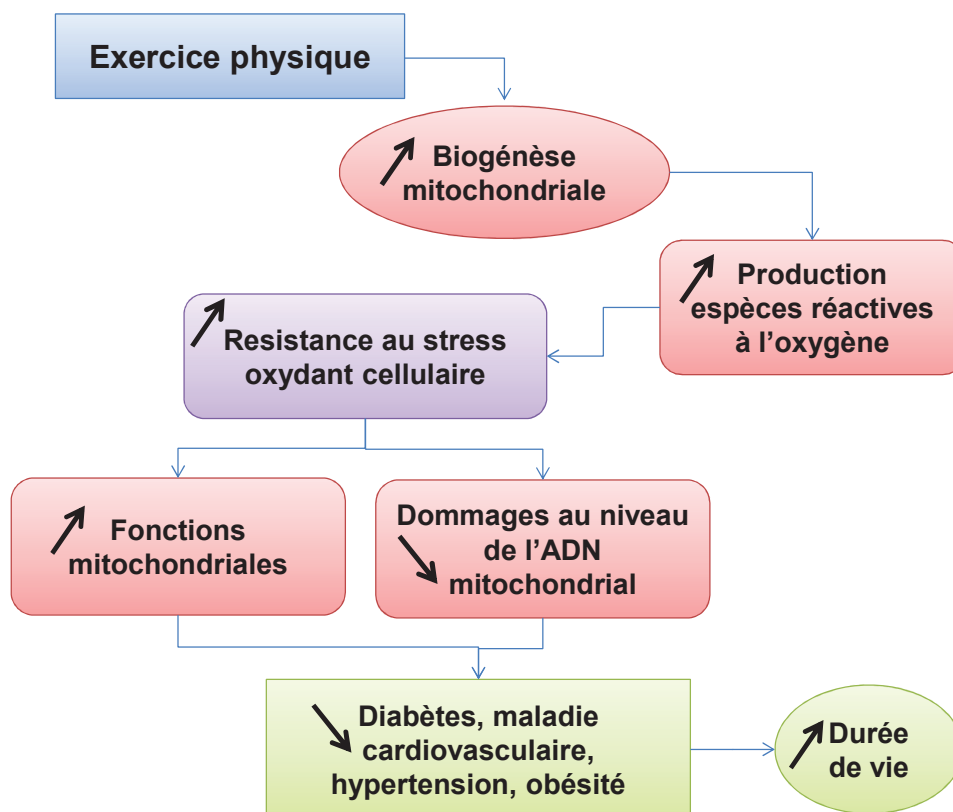 Exercice physique
Biogénèse
mitochondriale
Production
espèces réactives
à l'oxygène
Resistance au stress
oxydant cellulaire
Fonctions
mitochondriales
Dommages au niveau
de l'ADN
mitochondrial
Diabètes, maladie
cardiovasculaire,
hypertension, obésité
Durée
de vie